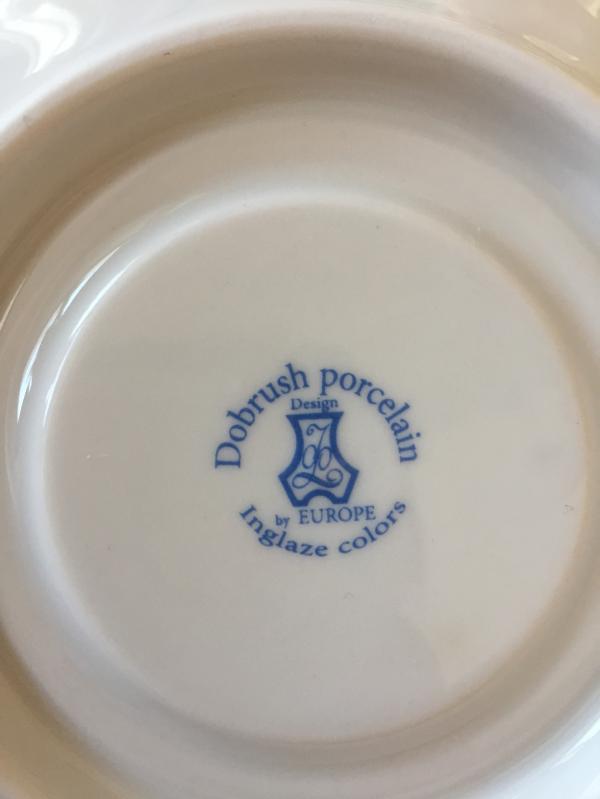 Dobrush porcelain
Design
by EUROPE
Inglaze colors